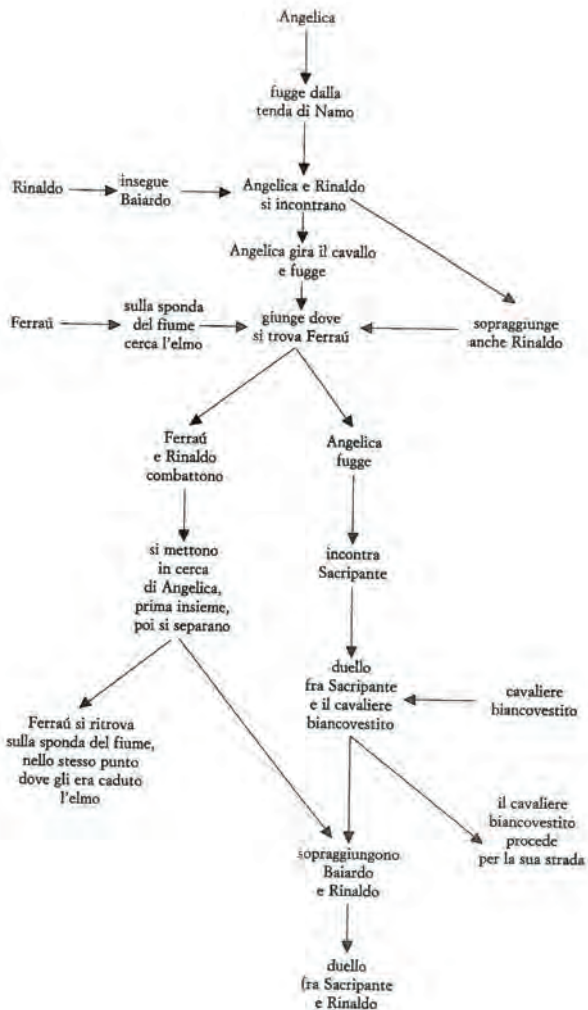 Angelica
fugge dalla
tenda di Namo
Rinaldo
insegue
Baiardo
Angelica e Rinaldo
si incontrano
Angelica gira il cavallo
e fugge
Ferraú
sulla sponda
del fiume
cerca l'elmo
giunge dove
si trova Ferraú
sopraggiunge
anche Rinaldo
Ferraú
e Rinaldo
combattono
Angelica
fugge
si mettono
in cerca
di Angelica,
prima insieme,
poi si separano
incontra
Sacripante
duello
fra Sacripante
e il cavaliere
biancovestito
cavaliere
biancovestito
Ferraú si ritrova
sulla sponda del fiume,
nello stesso punto
dove gli era caduto
l'elmo
il cavaliere
biancovestito
procede
per la sua strada
sopraggiungono
Baiardo
e Rinaldo
duello
(ra Sacripante
e Rinaldo